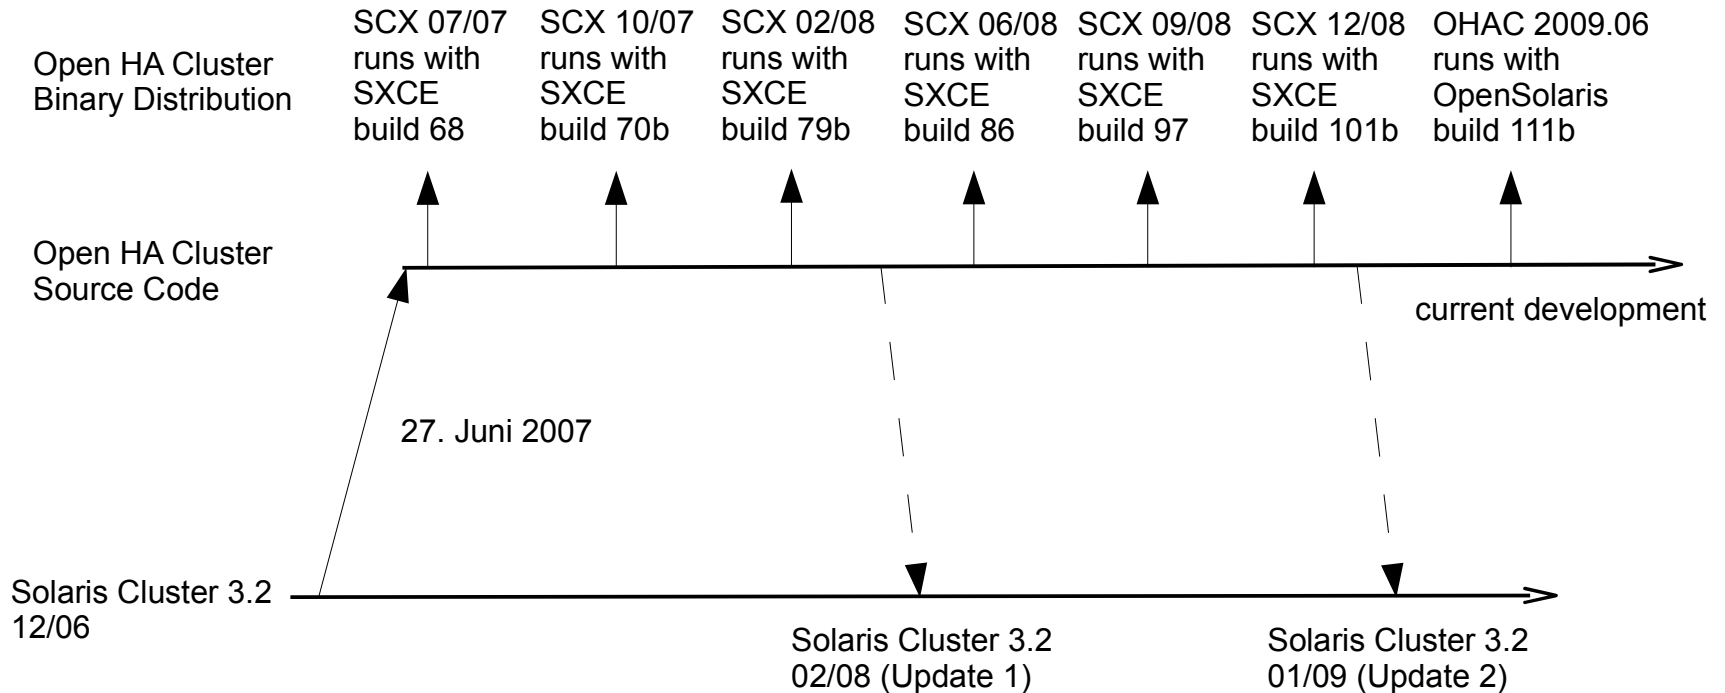 Open HA Cluster
Binary Distribution
SCX 07/07
runs with
SXCE
build 68
SCX 10/07
runs with
SXCE
build 70b
SCX 02/08
runs with
SXCE
build 79b
SCX 06/08
runs with
SXCE
build 86
SCX 09/08
runs with
SXCE
build 97
SCX 12/08
runs with
SXCE
build 101b
OHAC 2009.06
runs with
OpenSolaris
build 111b
Open HA Cluster
Source Code
current development
27. Juni 2007
Solaris Cluster 3.2
12/06
Solaris Cluster 3.2
02/08 (Update 1)
Solaris Cluster 3.2
01/09 (Update 2)